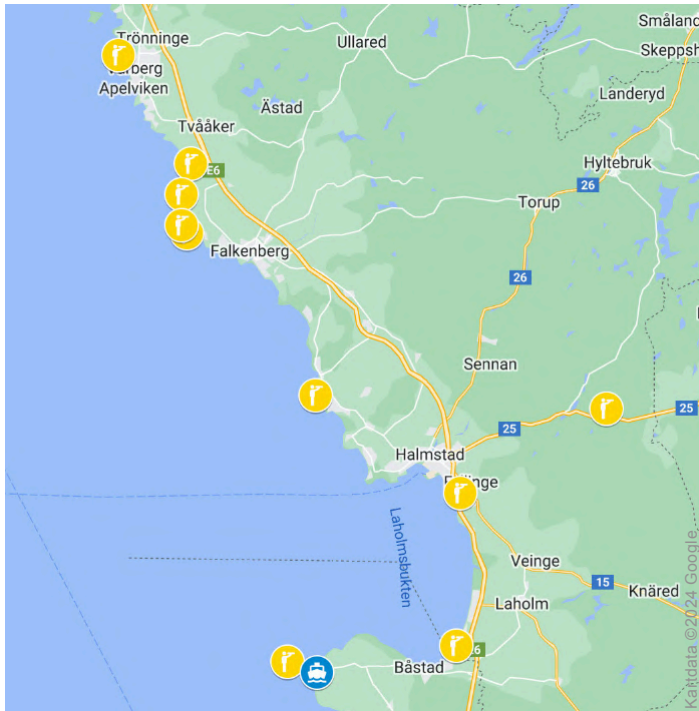 Småland
Trönninge
Ullared
Skeppsh
Varberg
Apelviken
Landeryd
Ästad
Tvååker
Hyltebruk
E6
26
Torup
Falkenberg
26
Sennan
25
25
Halmstad
Laholmsbukten
Veinge
15
Knäred
Laholm
E6
Båstad
Kartdata ©2024 Google